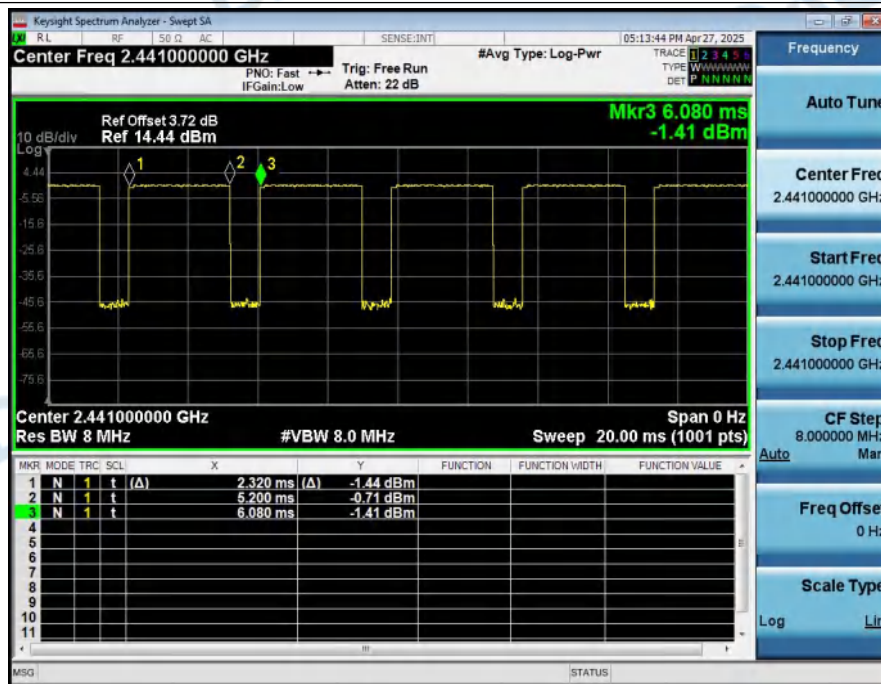 Keysight Spectrum Analyzer - Swept SA
RL RF 50 Ω AC SENSE:INT 05:13:44 PM Apr 27, 2025
Center Freq 2.441000000 GHz #Avg Type: Log-Pwr TRACE 1 2 3 4 5 6
PNO: Fast Trig: Free Run TYPE WWWWWW
IFGain:Low Atten: 22 dB DET P N N N N N
Mkr3 6.080 ms
-1.41 dBm
Ref Offset 3.72 dB
10 dB/div Ref 14.44 dBm
Log
1 2 3
4.44
-5.56
-15.6
-25.6
-35.6
-45.6
-55.6
-65.6
-75.6
Center 2.441000000 GHz Span 0 Hz
Res BW 8 MHz #VBW 8.0 MHz Sweep 20.00 ms (1001 pts)
MKR MODE TRC SCL X Y FUNCTION FUNCTION WIDTH FUNCTION VALUE
1 N 1 t (Δ) 2.320 ms (Δ) -1.44 dBm
2 N 1 t 5.200 ms -0.71 dBm
3 N 1 t 6.080 ms -1.41 dBm
4
5
6
7
8
9
10
11
MSG STATUS
Frequency
Auto Tune
Center Freq
2.441000000 GHz
Start Freq
2.441000000 GHz
Stop Freq
2.441000000 GHz
CF Step
8.000000 MHz
Auto Man
Freq Offset
0 Hz
Scale Type
Log Lin